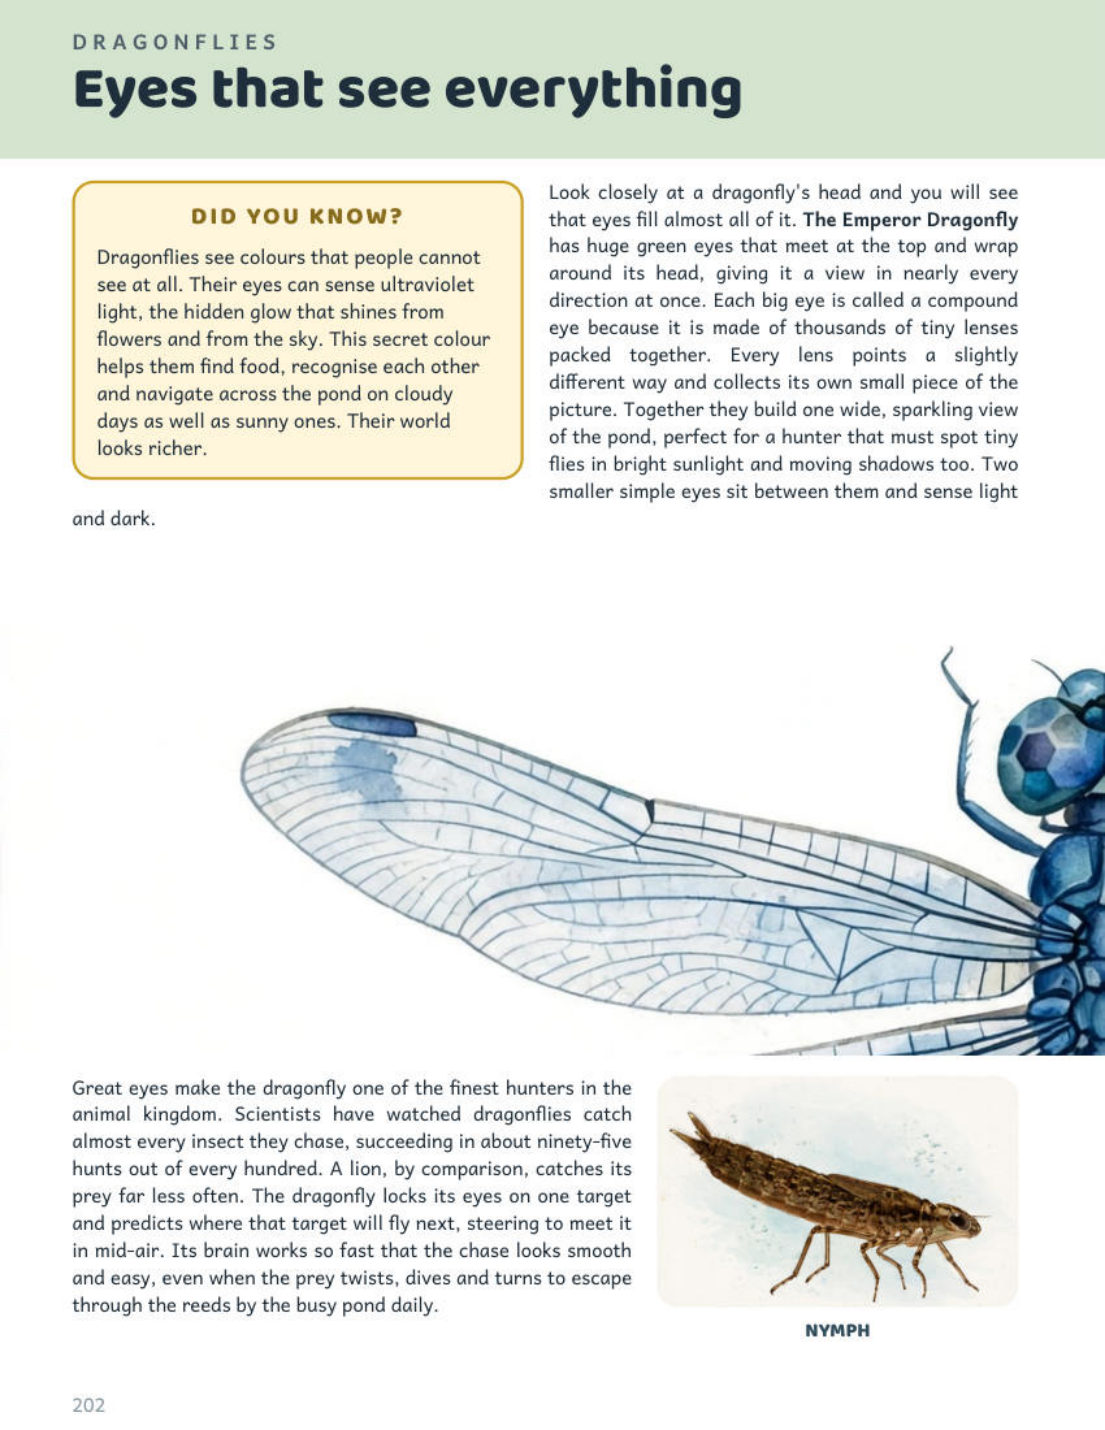 DRAGONFLIES
Eyes that see everything
DID YOU KNOW?
Dragonflies see colours that people cannot
see at all. Their eyes can sense ultraviolet
light, the hidden glow that shines from
flowers and from the sky. This secret colour
helps them find food, recognise each other
and navigate across the pond on cloudy
days as well as sunny ones. Their world
looks richer.
Look closely at a dragonfly's head and you will see
that eyes fill almost all of it. The Emperor Dragonfly
has huge green eyes that meet at the top and wrap
around its head, giving it a view in nearly every
direction at once. Each big eye is called a compound
eye because it is made of thousands of tiny lenses
packed together. Every lens points a slightly
different way and collects its own small piece of the
picture. Together they build one wide, sparkling view
of the pond, perfect for a hunter that must spot tiny
flies in bright sunlight and moving shadows too. Two
smaller simple eyes sit between them and sense light
and dark.
Great eyes make the dragonfly one of the finest hunters in the
animal kingdom. Scientists have watched dragonflies catch
almost every insect they chase, succeeding in about ninety-five
hunts out of every hundred. A lion, by comparison, catches its
prey far less often. The dragonfly locks its eyes on one target
and predicts where that target will fly next, steering to meet it
in mid-air. Its brain works so fast that the chase looks smooth
and easy, even when the prey twists, dives and turns to escape
through the reeds by the busy pond daily.
NYMPH
202